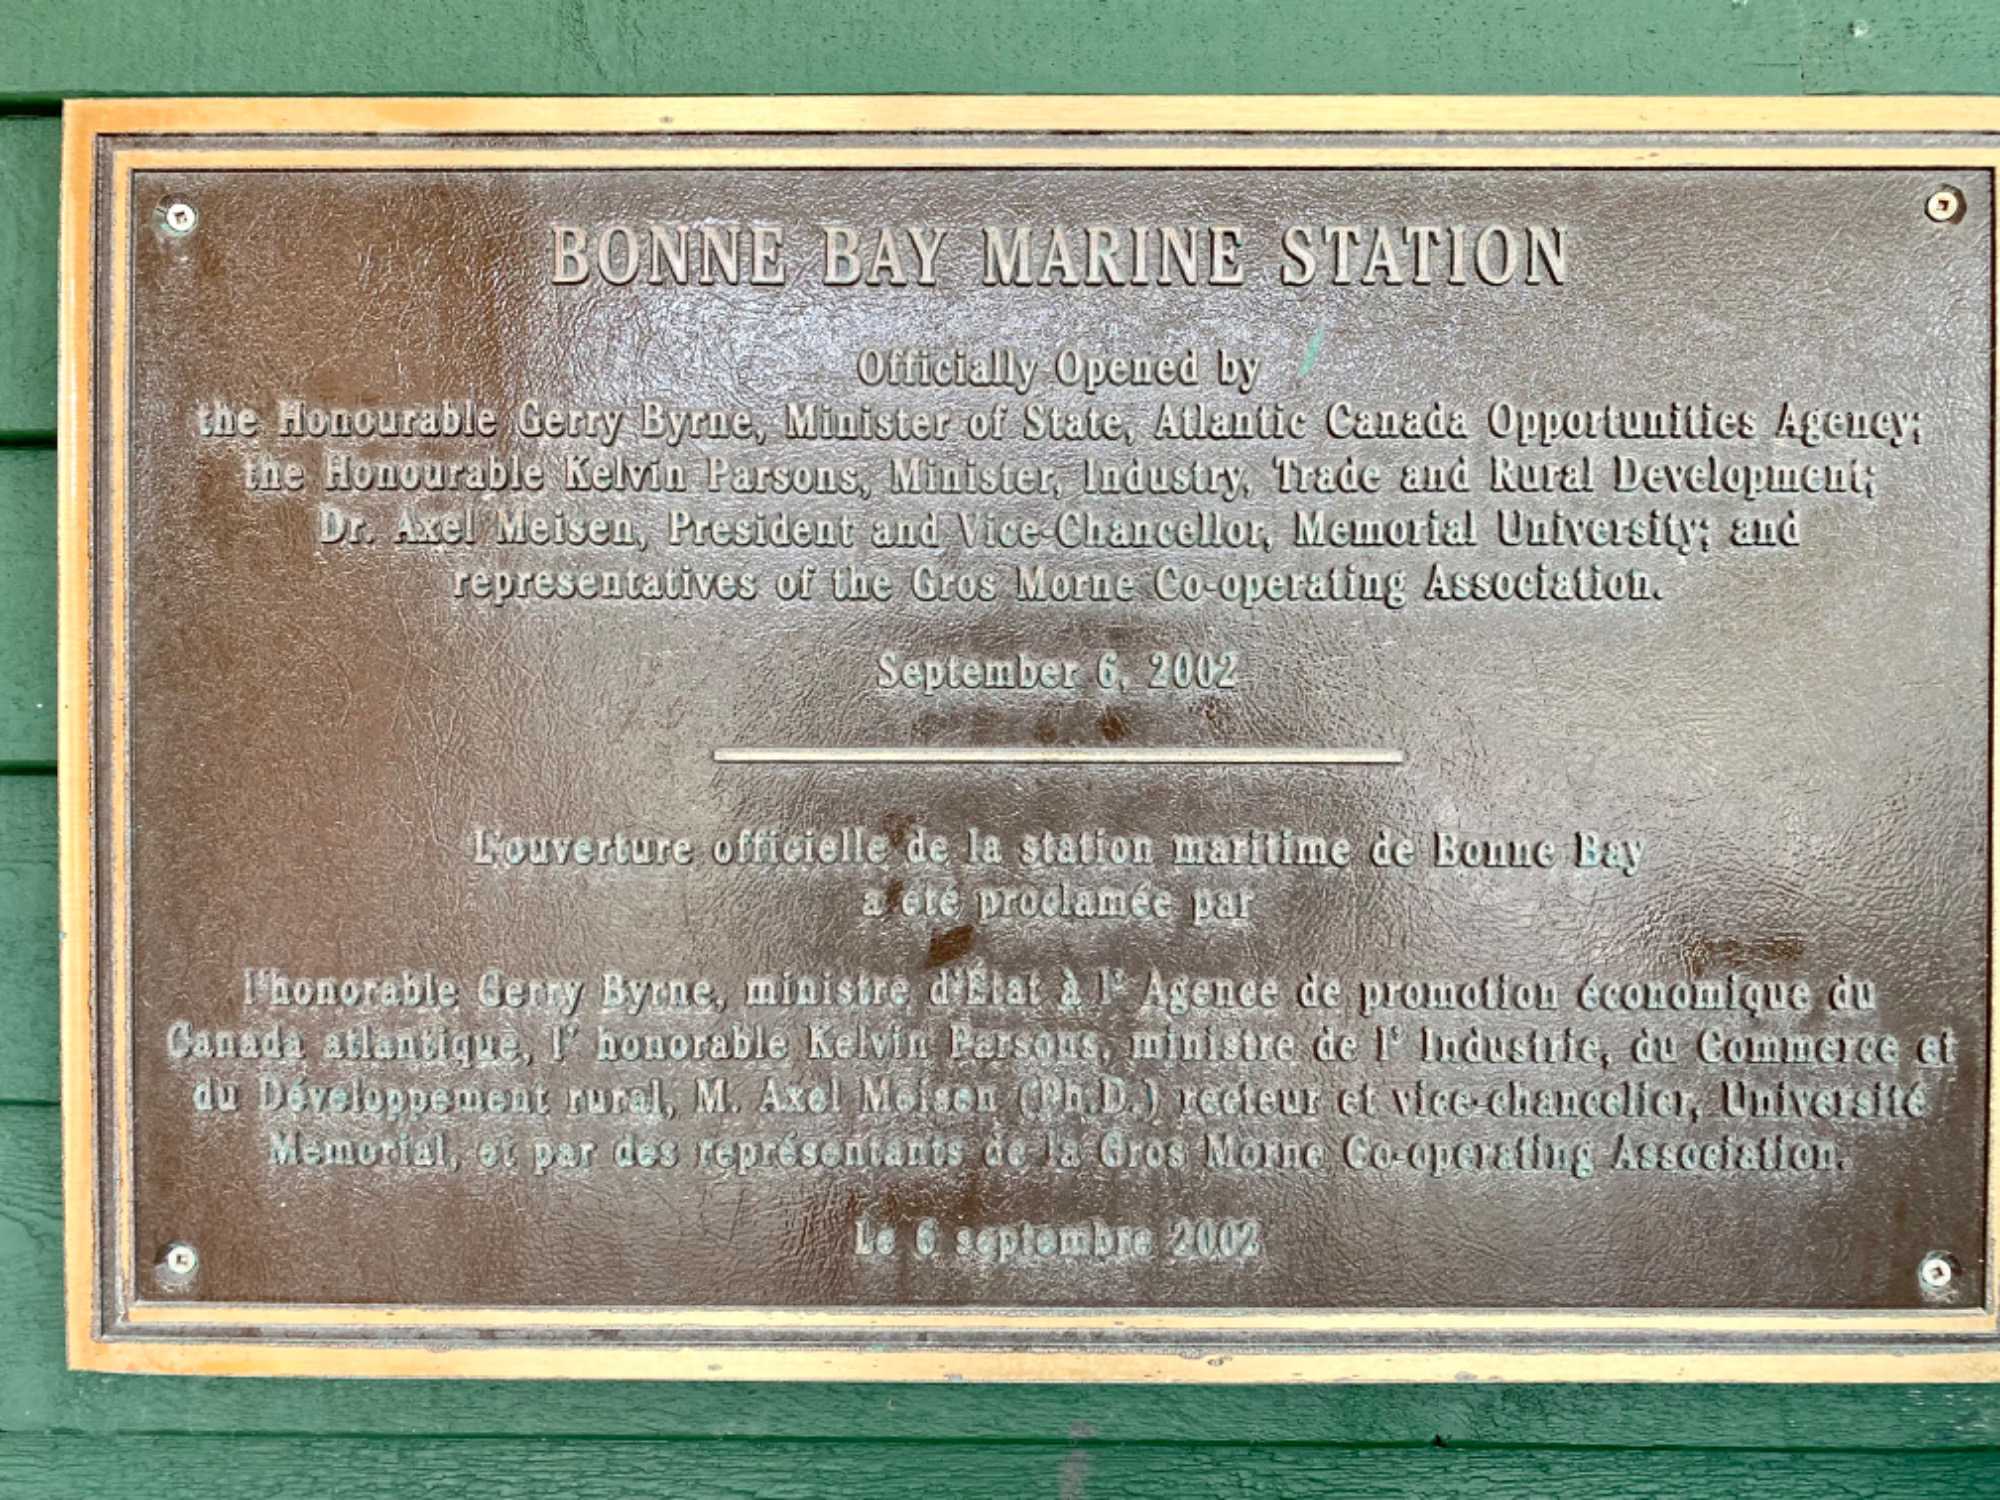 BONNE BAY MARINE STATION
Officially Opened by
the Honourable Gerry Byrne, Minister of State, Atlantic Canada Opportunities Agency;
the Honourable Kelvin Parsons, Minister, Industry, Trade and Rural Development;
Dr. Axel Meisen, President and Vice-Chancellor, Memorial University; and
representatives of the Gros Morne Co-operating Association.
September 6, 2002
L'ouverture officielle de la station maritime de Bonne Bay
a été proclamée par
l'honorable Gerry Byrne, ministre d'État à l' Agence de promotion économique du
Canada atlantique, l' honorable Kelvin Parsons, ministre de l' Industrie, du Commerce et
du Développement rural, M. Axel Meisen (Ph.D.) recteur et vice-chancelier, Université
Memorial, et par des représentants de la Gros Morne Co-operating Association.
Le 6 septembre 2002